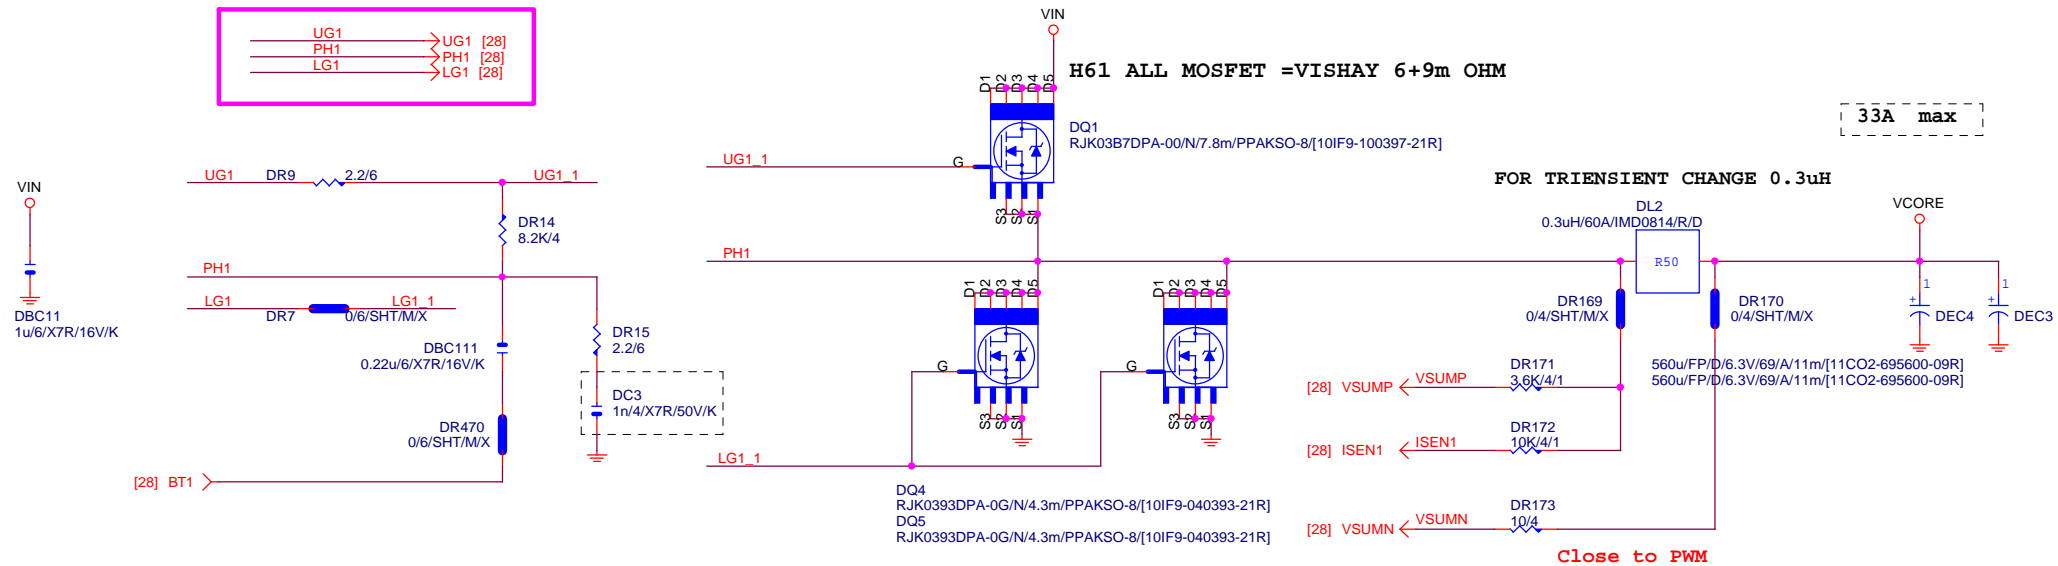 UG1
UG1 [28]
PH1
PH1 [28]
LG1
LG1 [28]
VIN
H61 ALL MOSFET =VISHAY 6+9m OHM
33A max
D1
D2
D3
D4
D5
DQ1
RJK03B7DPA-00/N/7.8m/PPAKSO-8/[10IF9-100397-21R]
UG1_1
G
S3
S2
S1
UG1
DR9
2.2/6
UG1_1
VIN
DR14
8.2K/4
FOR TRIENSIENT CHANGE 0.3uH
DL2
0.3uH/60A/IMD0814/R/D
R50
VCORE
PH1
PH1
LG1
DR7
LG1_1
0/6/SHT/M/X
DBC11
1u/6/X7R/16V/K
DR15
2.2/6
DBC111
0.22u/6/X7R/16V/K
DC3
1n/4/X7R/50V/K
DR470
0/6/SHT/M/X
[28] BT1
D1
D2
D3
D4
D5
G
S3
S2
S1
D1
D2
D3
D4
D5
G
S3
S2
S1
LG1_1
DQ4
RJK0393DPA-0G/N/4.3m/PPAKSO-8/[10IF9-040393-21R]
DQ5
RJK0393DPA-0G/N/4.3m/PPAKSO-8/[10IF9-040393-21R]
DR169
0/4/SHT/M/X
DR170
0/4/SHT/M/X
1
+
DEC4
1
+
DEC3
560u/FP/D/6.3V/69/A/11m/[11CO2-695600-09R]
560u/FP/D/6.3V/69/A/11m/[11CO2-695600-09R]
[28] VSUMP
VSUMP
DR171
3.6K/4/1
[28] ISEN1
ISEN1
DR172
10K/4/1
[28] VSUMN
VSUMN
DR173
10/4
Close to PWM